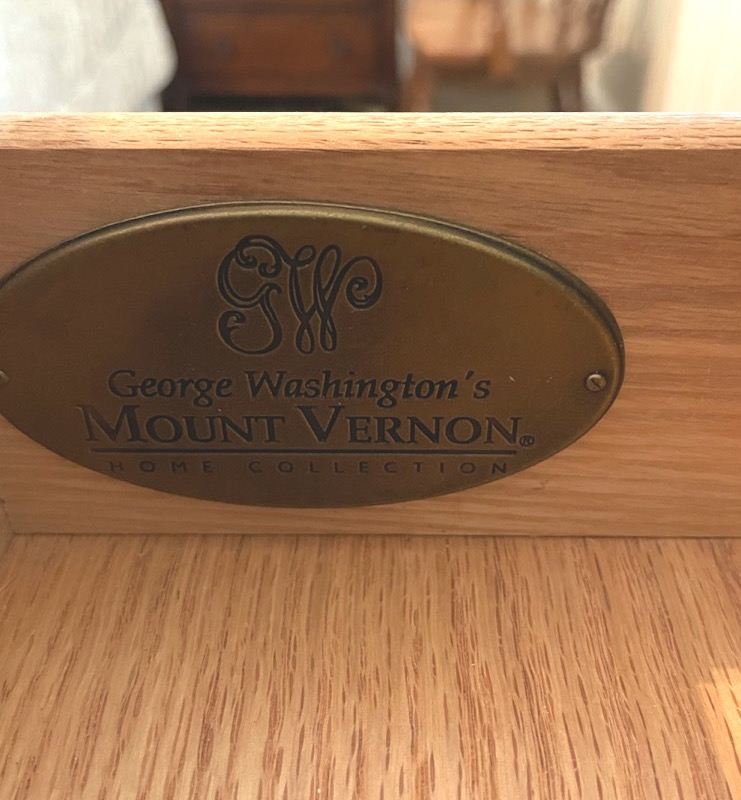 GW
George Washington's
MOUNT VERNON®
HOME COLLECTION